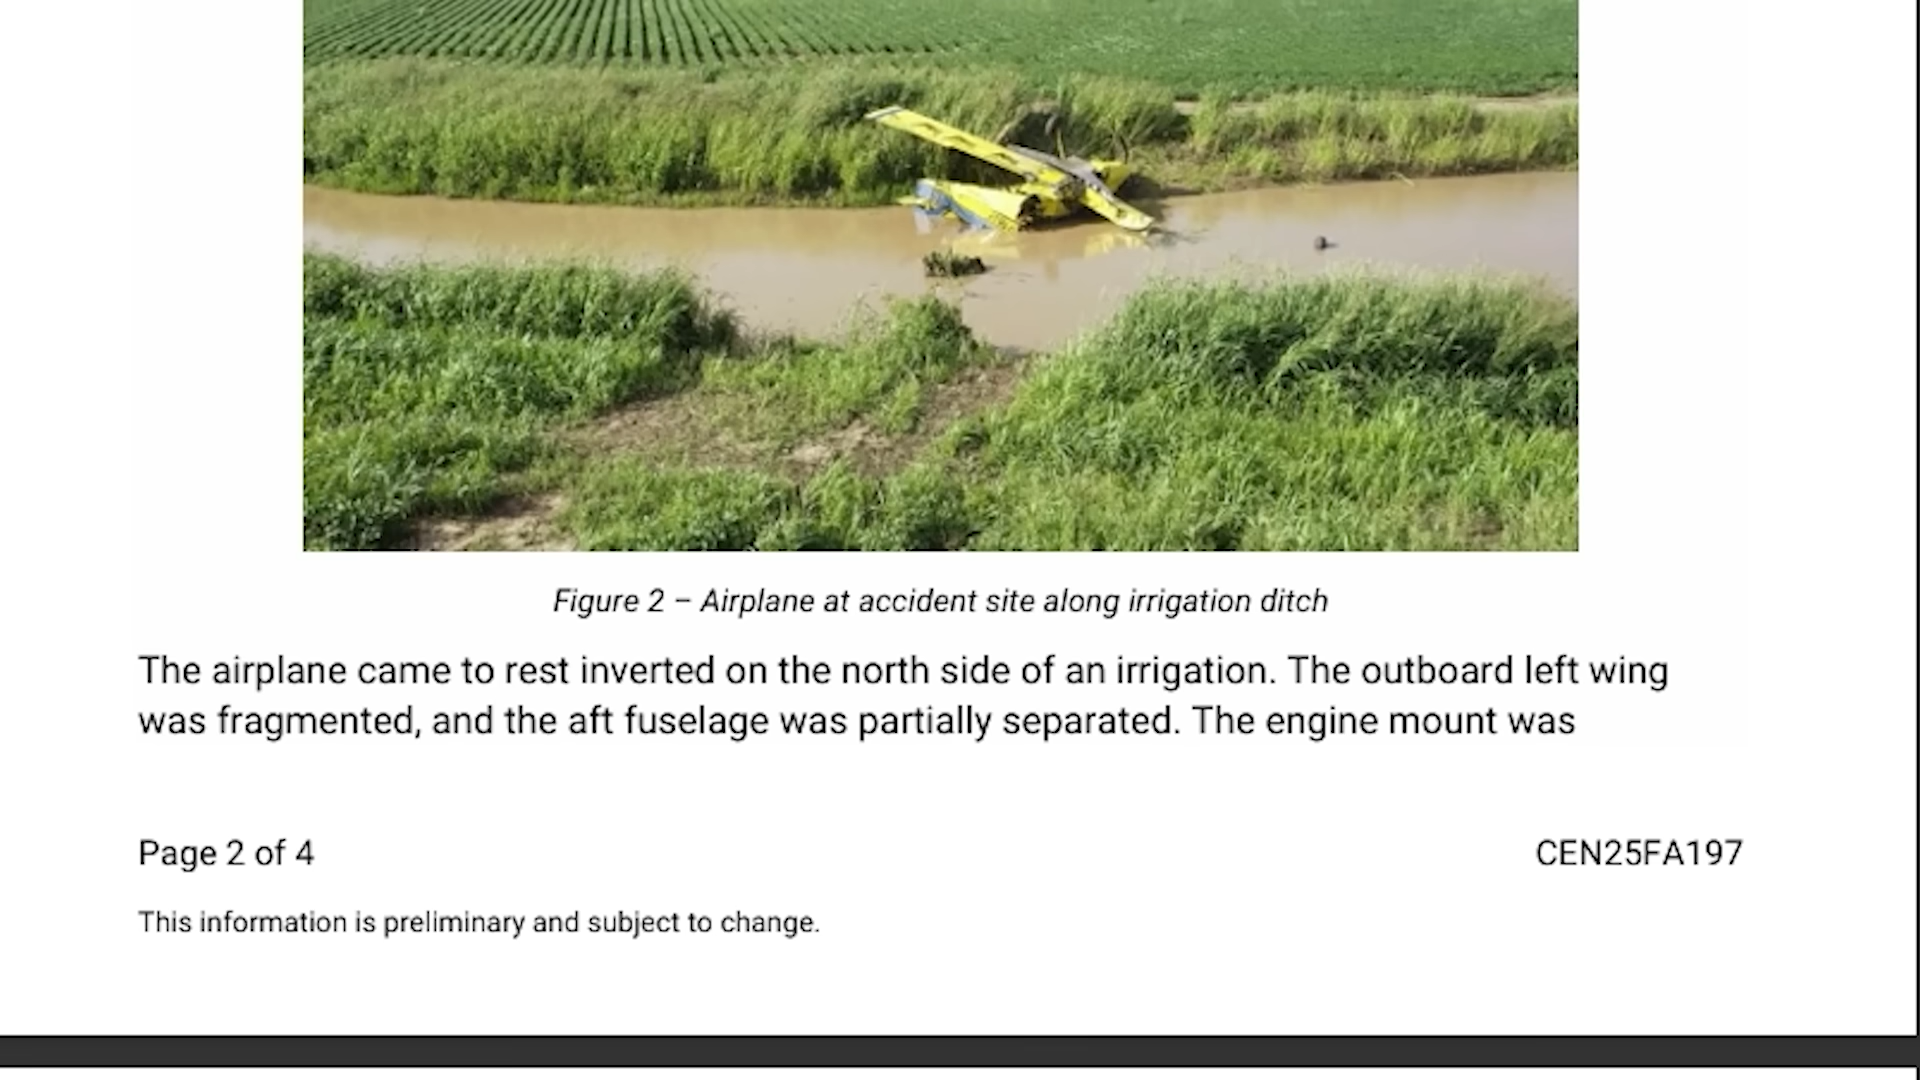 Figure 2 – Airplane at accident site along irrigation ditch
The airplane came to rest inverted on the north side of an irrigation. The outboard left wing
was fragmented, and the aft fuselage was partially separated. The engine mount was
Page 2 of 4
CEN25FA197
This information is preliminary and subject to change.